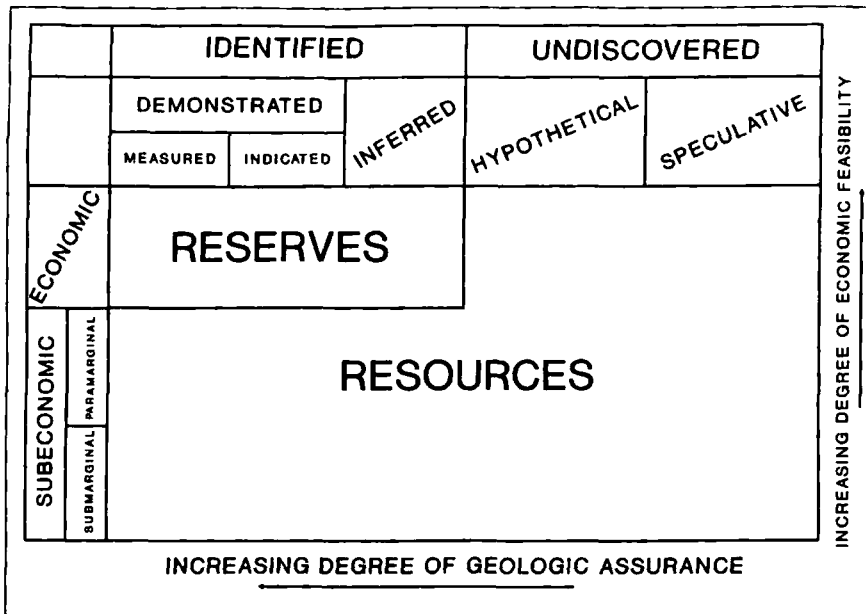 IDENTIFIED
UNDISCOVERED
DEMONSTRATED
MEASURED
INDICATED
INFERRED
HYPOTHETICAL
SPECULATIVE
ECONOMIC
RESERVES
SUBECONOMIC
PARAMARGINAL
SUBMARGINAL
RESOURCES
INCREASING DEGREE OF GEOLOGIC ASSURANCE
INCREASING DEGREE OF ECONOMIC FEASIBILITY